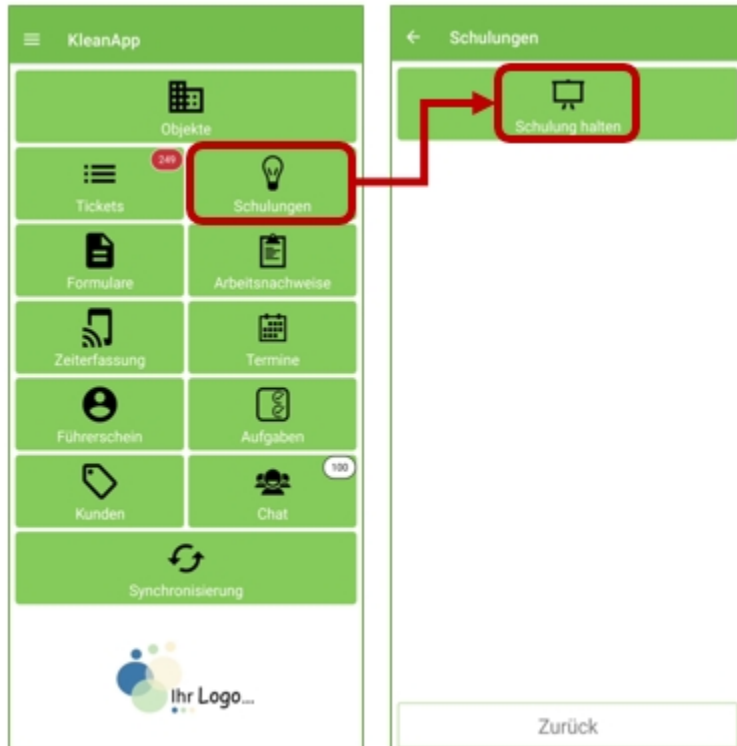 KleanApp
Objekte
249
Tickets
Schulungen
Formulare
Arbeitsnachweise
Zeiterfassung
Termine
Führerschein
Aufgaben
100
Kunden
Chat
Synchronisierung
Ihr Logo...
Schulungen
Schulung halten
Zurück